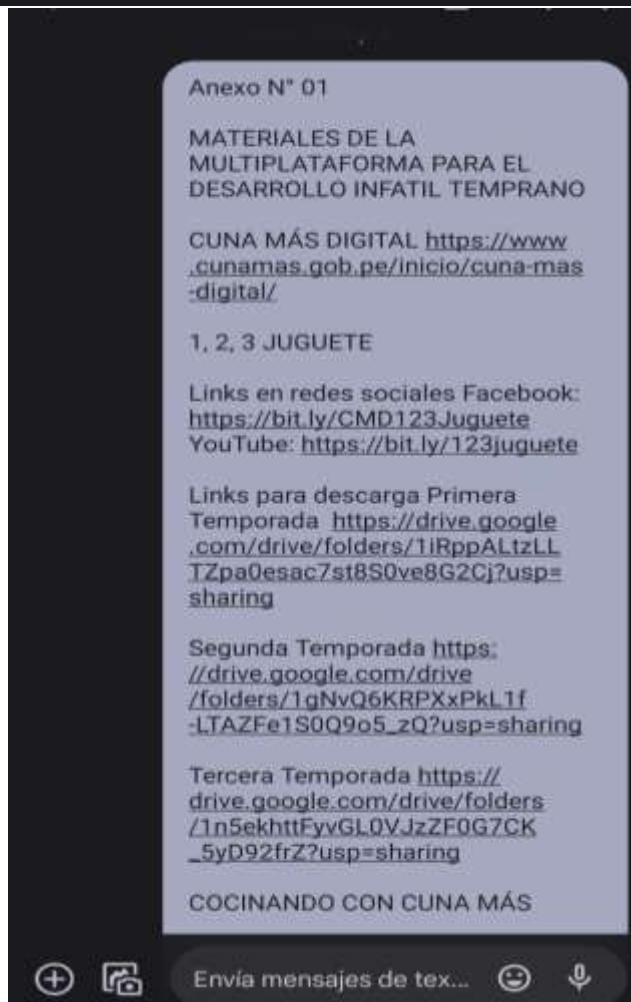 Anexo N° 01
MATERIALES DE LA
MULTIPLATAFORMA PARA EL
DESARROLLO INFATIL TEMPRANO
CUNA MÁS DIGITAL https://www
.cunamas.gob.pe/inicio/cuna-mas
-digital/
1, 2, 3 JUGUETE
Links en redes sociales Facebook:
https://bit.ly/CMD123Juguete
YouTube: https://bit.ly/123juguete
Links para descarga Primera
Temporada https://drive.google
.com/drive/folders/1iRppALtzLL
TZpa0esac7st8S0ve8G2Cj?usp=
sharing
Segunda Temporada https:
//drive.google.com/drive
/folders/1gNvQ6KRPXxPkL1f
-LTAZFe1S0Q9o5_zQ?usp=sharing
Tercera Temporada https://
drive.google.com/drive/folders
/1n5ekhttFyvGL0VJzZF0G7CK
_5yD92frZ?usp=sharing
COCINANDO CON CUNA MÁS
Envía mensajes de tex...